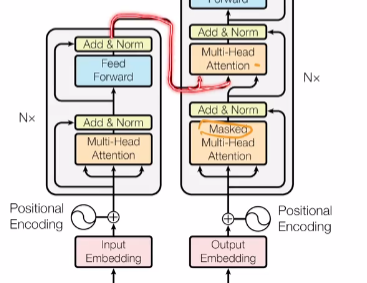 Forward
Add & Norm
Multi-Head
Attention
Nx
Add & Norm
Masked
Multi-Head
Attention
Add & Norm
Feed
Forward
Nx
Add & Norm
Multi-Head
Attention
Positional
Encoding
Positional
Encoding
Input
Embedding
Output
Embedding